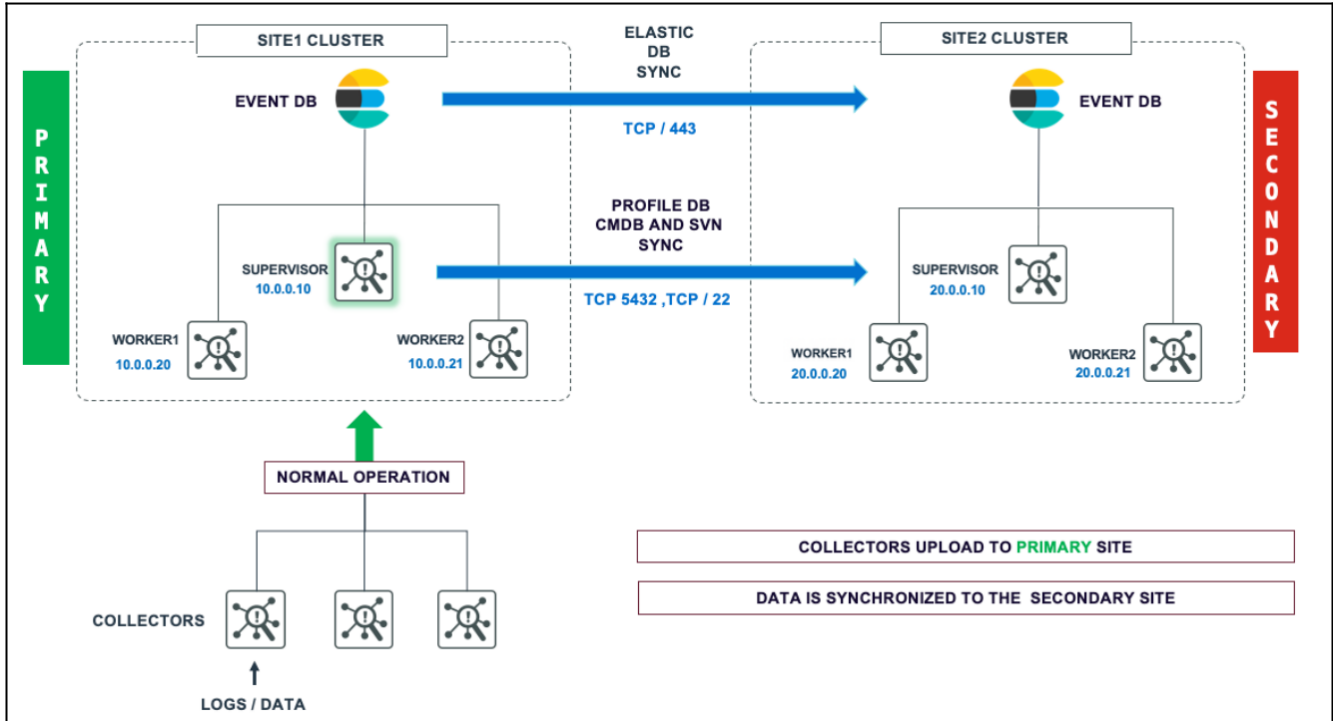 SITE1 CLUSTER
ELASTIC
DB
SYNC
SITE2 CLUSTER
PRIMARY
EVENT DB
TCP / 443
EVENT DB
SECONDARY
PROFILE DB
CMDB AND SVN
SYNC
SUPERVISOR
10.0.0.10
TCP 5432 ,TCP / 22
SUPERVISOR
20.0.0.10
WORKER1
10.0.0.20
WORKER2
10.0.0.21
WORKER1
20.0.0.20
WORKER2
20.0.0.21
NORMAL OPERATION
COLLECTORS UPLOAD TO PRIMARY SITE
DATA IS SYNCHRONIZED TO THE SECONDARY SITE
COLLECTORS
LOGS / DATA